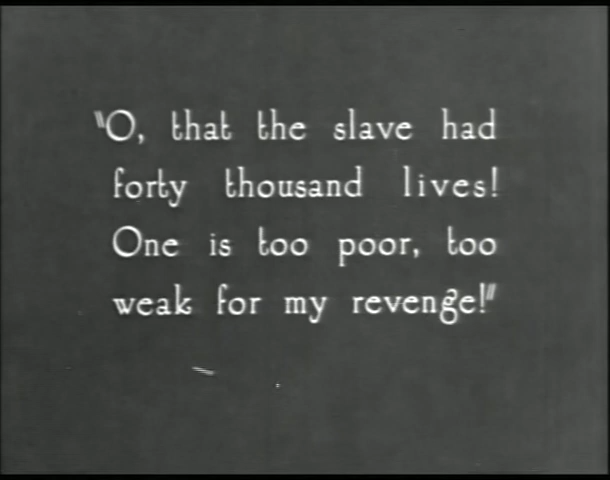 "O, that the slave had
forty thousand lives!
One is too poor, too
weak for my revenge!"